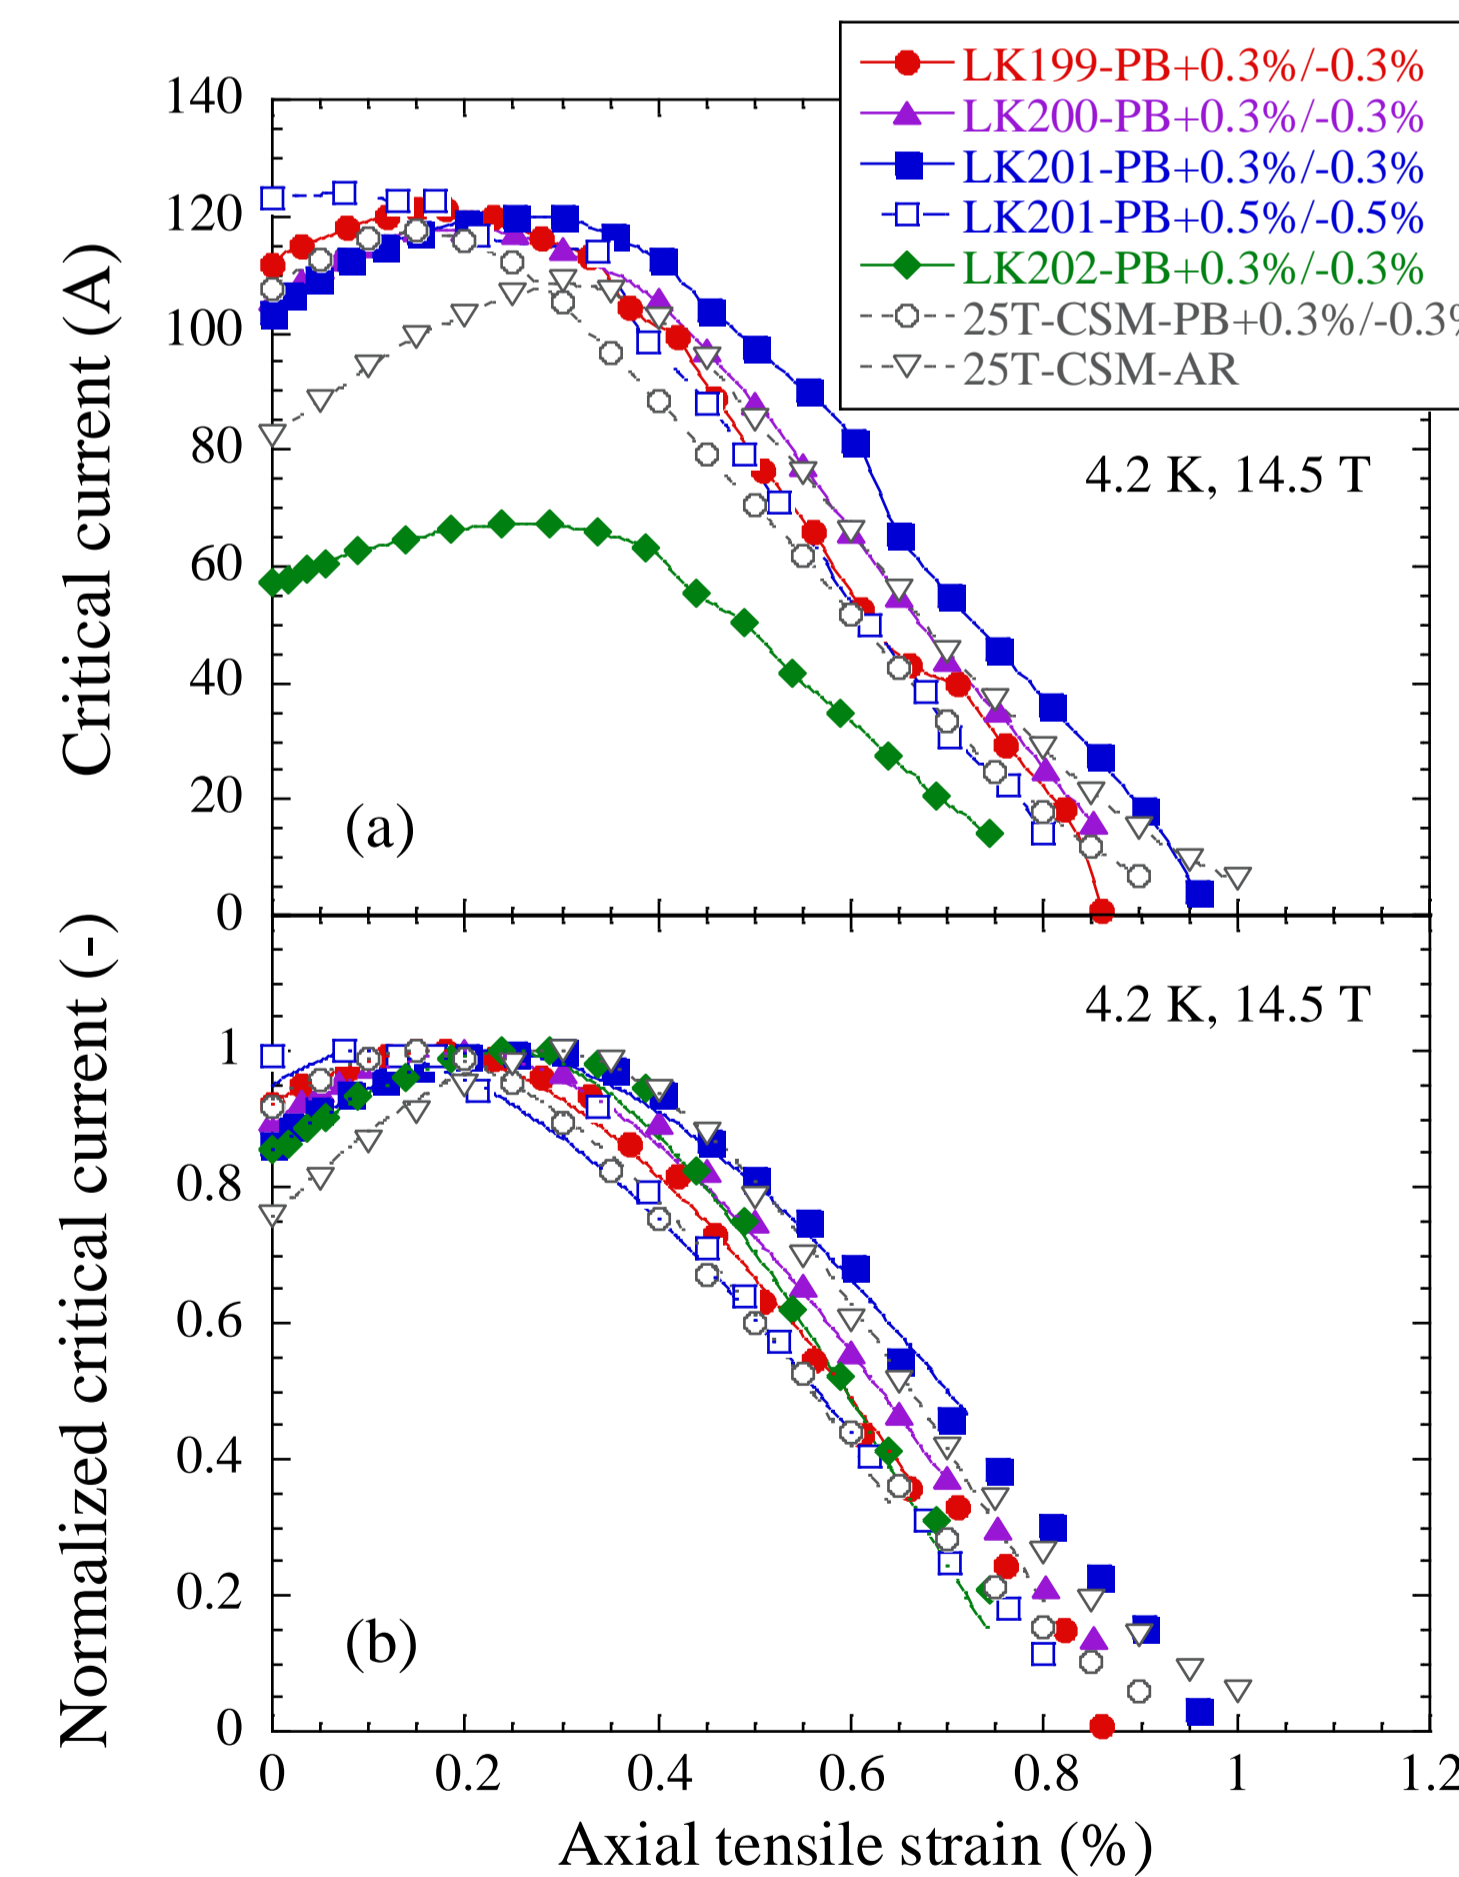 LK199-PB+0.3%/-0.3%
LK200-PB+0.3%/-0.3%
LK201-PB+0.3%/-0.3%
LK201-PB+0.5%/-0.5%
LK202-PB+0.3%/-0.3%
25T-CSM-PB+0.3%/-0.3%
25T-CSM-AR
Critical current (A)
140
120
100
80
60
40
20
0
4.2 K, 14.5 T
(a)
Normalized critical current (-)
1
0.8
0.6
0.4
0.2
0
4.2 K, 14.5 T
(b)
0 0.2 0.4 0.6 0.8 1 1.2
Axial tensile strain (%)